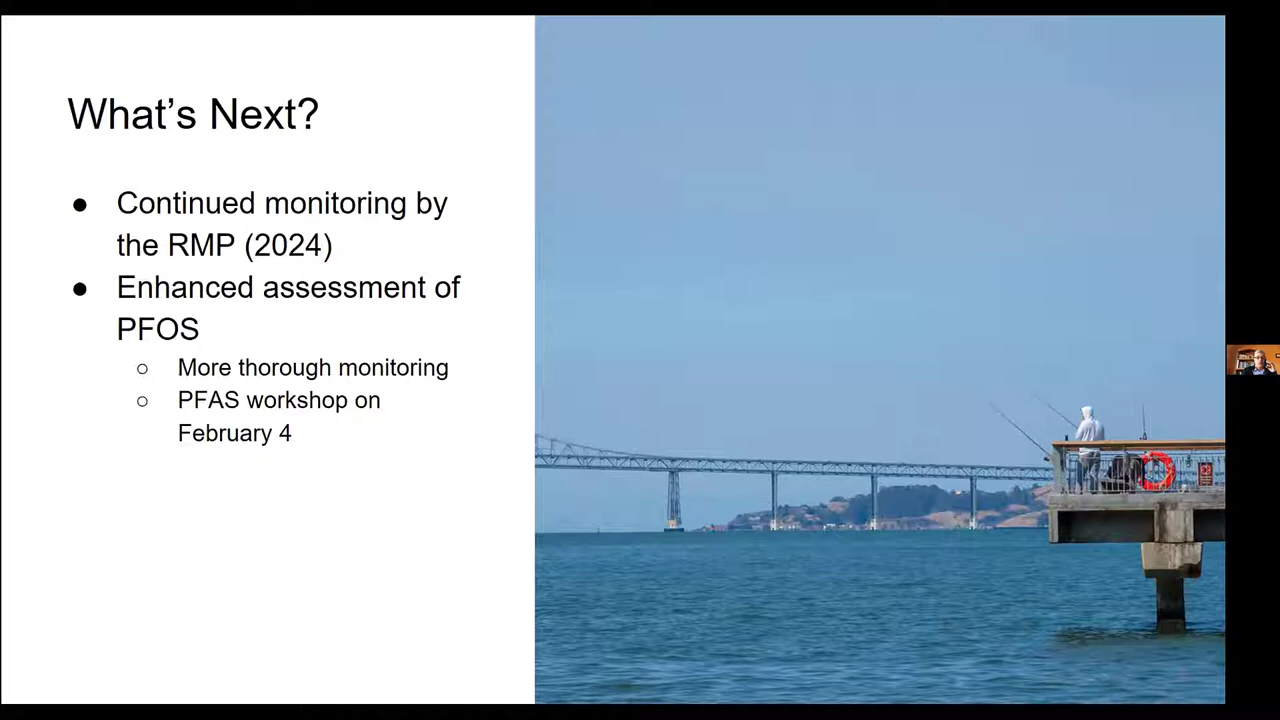 What's Next?
● Continued monitoring by
the RMP (2024)
● Enhanced assessment of
PFOS
○ More thorough monitoring
○ PFAS workshop on
February 4